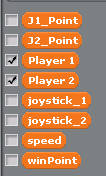 J1_Point
J2_Point
Player 1
Player 2
joystick_1
joystick_2
speed
winPoint